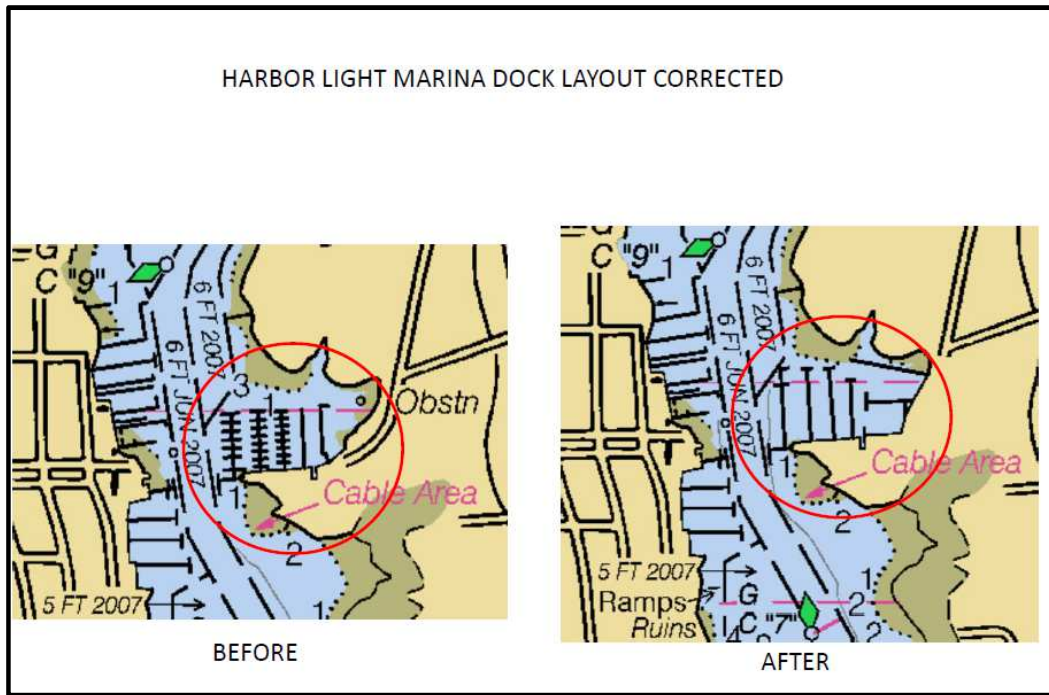 HARBOR LIGHT MARINA DOCK LAYOUT CORRECTED
G
C "9"
1
6 FT 2007
6 FT JUN 2007
3
1
Obstn
Cable Area
1
2
5 FT 2007
1
BEFORE
G
C "9"
1
6 FT 2007
6 FT JUN 2007
Cable Area
1
2
5 FT 2007
1
Ramps
G
2
Ruins
C "7"
4
2
AFTER